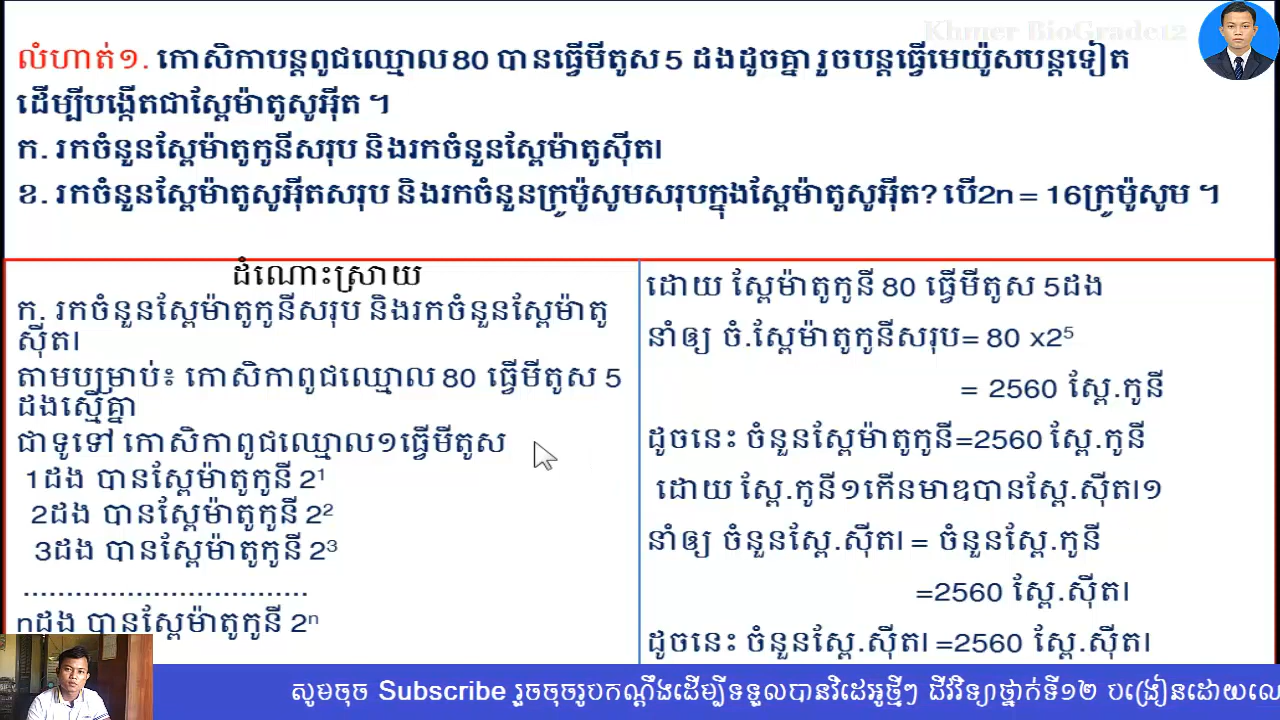 Khmer BioGrade12
លំហាត់១. កោសិកាបន្តពូជឈ្មោល 80 បានធ្វើមីតូស 5 ដងដូចគ្នា រួចបន្តធ្វើមេយ៉ូសបន្តទៀត
ដើម្បីបង្កើតជាស្ពែម៉ាតូសូអ៊ីត ។
ក. រកចំនួនស្ពែម៉ាតូកូនីសរុប និងរកចំនួនស្ពែម៉ាតូស៊ីតI
ខ. រកចំនួនស្ពែម៉ាតូសូអ៊ីតសរុប និងរកចំនួនក្រូម៉ូសូមសរុបក្នុងស្ពែម៉ាតូសូអ៊ីត? បើ2n = 16ក្រូម៉ូសូម ។
ដំណោះស្រាយ
ក. រកចំនួនស្ពែម៉ាតូកូនីសរុប និងរកចំនួនស្ពែម៉ាតូ
ស៊ីតI
តាមបម្រាប់៖ កោសិកាពូជឈ្មោល 80 ធ្វើមីតូស 5
ដងស្មើគ្នា
ជាទូទៅ កោសិកាពូជឈ្មោល១ធ្វើមីតូស
1ដង បានស្ពែម៉ាតូកូនី 2¹
2ដង បានស្ពែម៉ាតូកូនី 2²
3ដង បានស្ពែម៉ាតូកូនី 2³
..................................
nដង បានស្ពែម៉ាតូកូនី 2ⁿ
ដោយ ស្ពែម៉ាតូកូនី 80 ធ្វើមីតូស 5ដង
នាំឲ្យ ចំ.ស្ពែម៉ាតូកូនីសរុប= 80 x2⁵
= 2560 ស្ពែ.កូនី
ដូចនេះ ចំនួនស្ពែម៉ាតូកូនី=2560 ស្ពែ.កូនី
ដោយ ស្ពែ.កូនី១កើនមាឌបានស្ពែ.ស៊ីតI១
នាំឲ្យ ចំនួនស្ពែ.ស៊ីតI = ចំនួនស្ពែ.កូនី
=2560 ស្ពែ.ស៊ីតI
ដូចនេះ ចំនួនស្ពែ.ស៊ីតI =2560 ស្ពែ.ស៊ីតI
សូមចុច Subscribe រួចចុចរូបកណ្ដឹងដើម្បីទទួលបានវិដេអូថ្មីៗ ជីវវិទ្យាថ្នាក់ទី១២ បង្រៀនដោយលោ